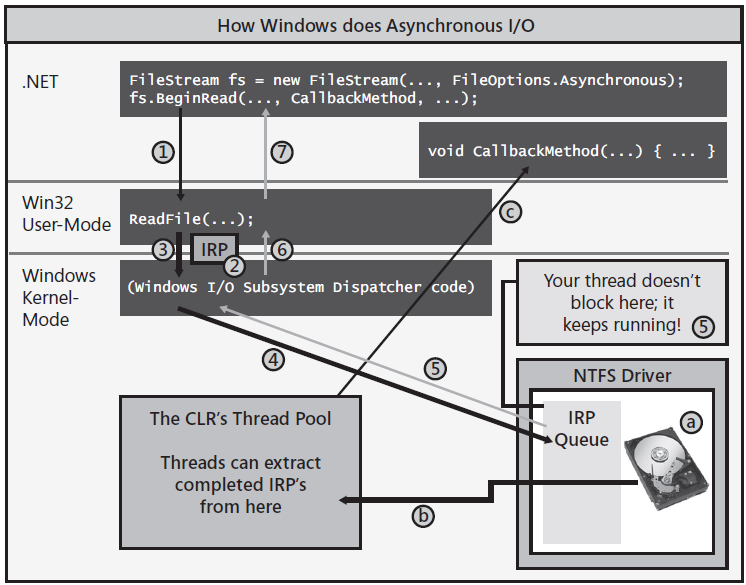 How Windows does Asynchronous I/O
.NET
FileStream fs = new FileStream(..., FileOptions.Asynchronous);
fs.BeginRead(..., CallbackMethod, ...);
1
7
void CallbackMethod(...) { ... }
c
Win32
User-Mode
ReadFile(...);
3
IRP
2
6
Windows
Kernel-
Mode
(Windows I/O Subsystem Dispatcher code)
Your thread doesn't
block here; it
keeps running!
5
4
5
NTFS Driver
IRP
Queue
a
The CLR's Thread Pool
Threads can extract
completed IRP's
from here
b